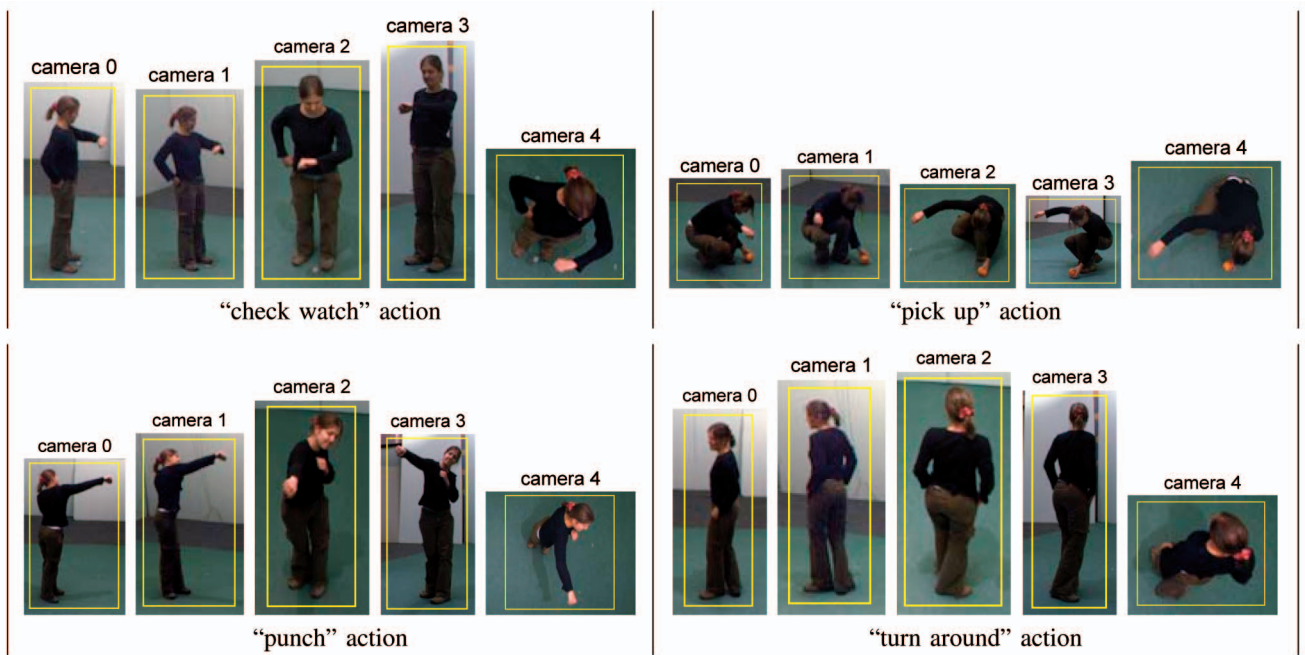 camera 0
camera 1
camera 2
camera 3
camera 4
“check watch” action
camera 0
camera 1
camera 2
camera 3
camera 4
“pick up” action
camera 0
camera 1
camera 2
camera 3
camera 4
“punch” action
camera 0
camera 1
camera 2
camera 3
camera 4
“turn around” action